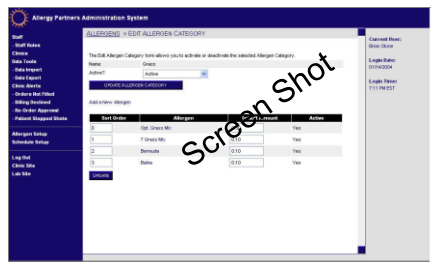 Allergy Partners Administration System
Staff
- Staff Roles
Clinics
Data Tools
- Data Import
- Data Export
Clinic Alerts
- Orders Not Filled
- Billing Declined
- Re-Order Approval
- Patient Stopped Shots
Allergen Setup
Schedule Setup
Log Out
Clinic Site
Lab Site
ALLERGENS > EDIT ALLERGEN CATEGORY
The Edit Allergen Category form allows you to activate or deactivate the selected Allergen Category.
Name: Grass
Active? Active
UPDATE ALLERGEN CATEGORY
Add a New Allergen
Sort Order Allergen Amount Active
0 Grass Mix 0.10 Yes
1 7 Grass Mix 0.10 Yes
2 Bermuda 0.10 Yes
3 Bahia 0.10 Yes
UPDATE
Screen Shot
Current User:
Brian Stone
Login Date:
01/14/2004
Login Time:
7:11 PM EST